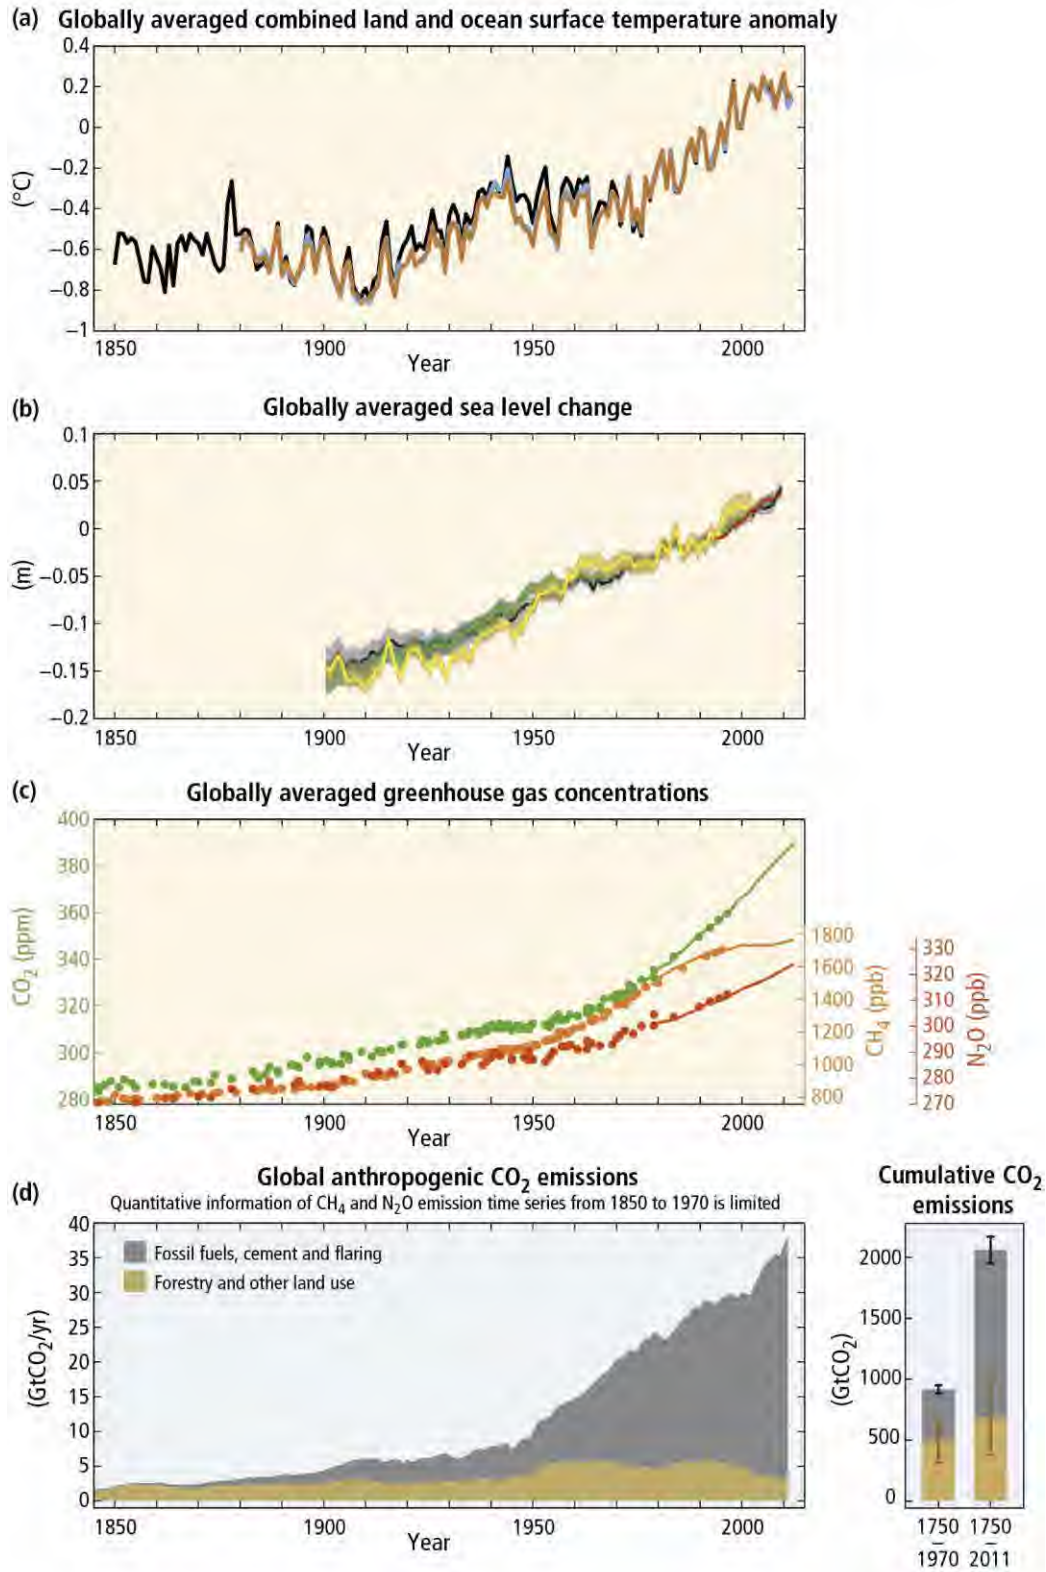 (a) Globally averaged combined land and ocean surface temperature anomaly
0.4
0.2
0
−0.2
−0.4
−0.6
−0.8
−1
(°C)
1850 1900 1950 2000
Year
(b) Globally averaged sea level change
0.1
0.05
0
−0.05
−0.1
−0.15
−0.2
(m)
1850 1900 1950 2000
Year
(c) Globally averaged greenhouse gas concentrations
400
380
360
340
320
300
280
CO₂ (ppm)
1800
1600
1400
1200
1000
800
CH₄ (ppb)
330
320
310
300
290
280
270
N₂O (ppb)
1850 1900 1950 2000
Year
(d) Global anthropogenic CO₂ emissions
Quantitative information of CH₄ and N₂O emission time series from 1850 to 1970 is limited
40
35
30
25
20
15
10
5
0
(GtCO₂/yr)
Fossil fuels, cement and flaring
Forestry and other land use
1850 1900 1950 2000
Year
Cumulative CO₂
emissions
2000
1500
1000
500
0
(GtCO₂)
1750 1750
– –
1970 2011